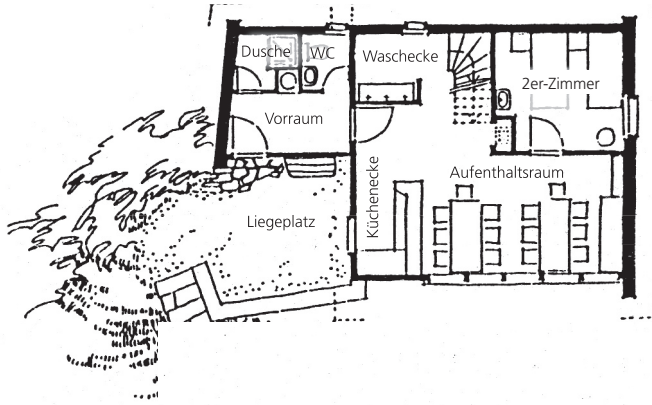 Dusche
WC
Waschecke
2er-Zimmer
Vorraum
Aufenthaltsraum
Küchenecke
Liegeplatz